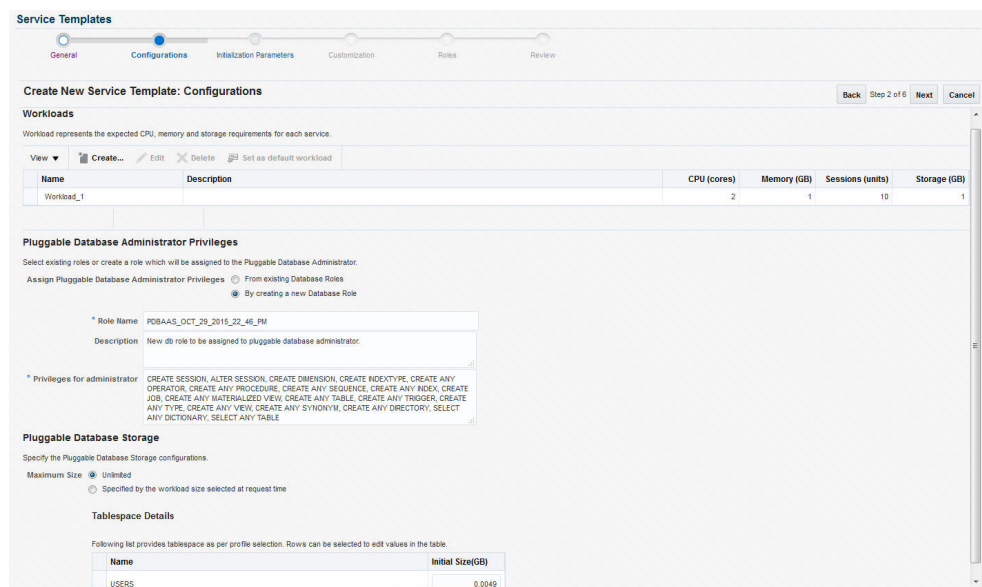 Service Templates
General Configurations Initialization Parameters Customization Roles Review
Create New Service Template: Configurations
Back Step 2 of 6 Next Cancel
Workloads
Workload represents the expected CPU, memory and storage requirements for each service.
View Create... Edit Delete Set as default workload
Name Description CPU (cores) Memory (GB) Sessions (units) Storage (GB)
Workload_1 2 1 10 1
Pluggable Database Administrator Privileges
Select existing roles or create a role which will be assigned to the Pluggable Database Administrator.
Assign Pluggable Database Administrator Privileges From existing Database Roles
By creating a new Database Role
* Role Name PDBAAS_OCT_29_2015_22_46_PM
Description New db role to be assigned to pluggable database administrator.
* Privileges for administrator CREATE SESSION, ALTER SESSION, CREATE DIMENSION, CREATE INDEXTYPE, CREATE ANY
OPERATOR, CREATE ANY PROCEDURE, CREATE ANY SEQUENCE, CREATE ANY INDEX, CREATE
JOB, CREATE ANY MATERIALIZED VIEW, CREATE ANY TABLE, CREATE ANY TRIGGER, CREATE
ANY TYPE, CREATE ANY VIEW, CREATE ANY SYNONYM, CREATE ANY DIRECTORY, SELECT
ANY DICTIONARY, SELECT ANY TABLE
Pluggable Database Storage
Specify the Pluggable Database Storage configurations.
Maximum Size Unlimited
Specified by the workload size selected at request time
Tablespace Details
Following list provides tablespace as per profile selection. Rows can be selected to edit values in the table.
Name Initial Size(GB)
USERS 0.0049